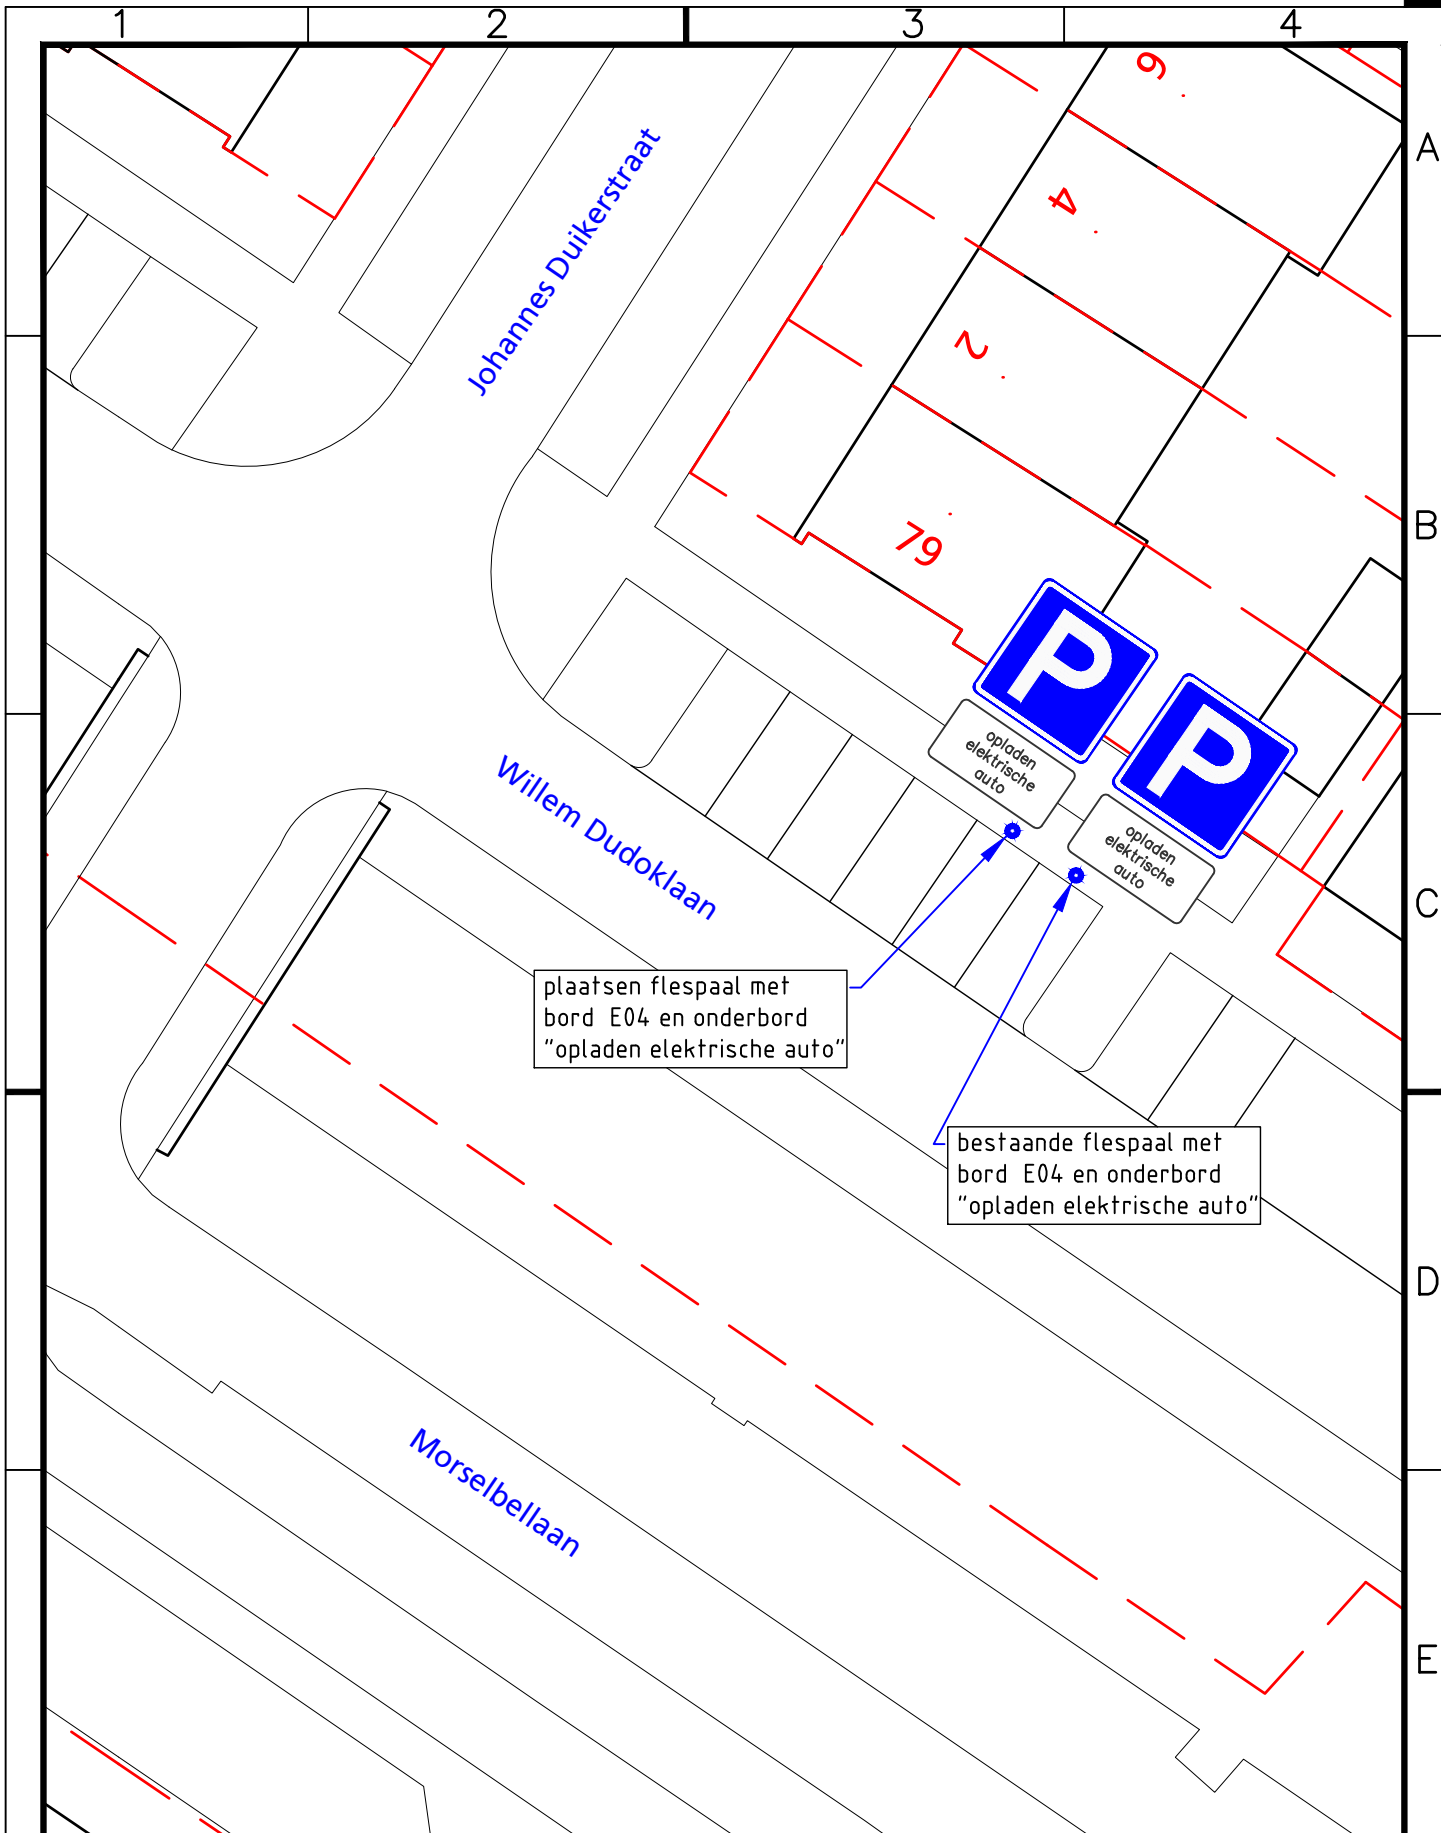 1
2
3
4
A
6
4
Johannes Duikerstraat
2
B
79
P
opladen
elektrische
auto
P
opladen
elektrische
auto
Willem Dudoklaan
C
plaatsen flespaal met
bord E04 en onderbord
"opladen elektrische auto"
bestaande flespaal met
bord E04 en onderbord
"opladen elektrische auto"
D
Morselbellaan
E